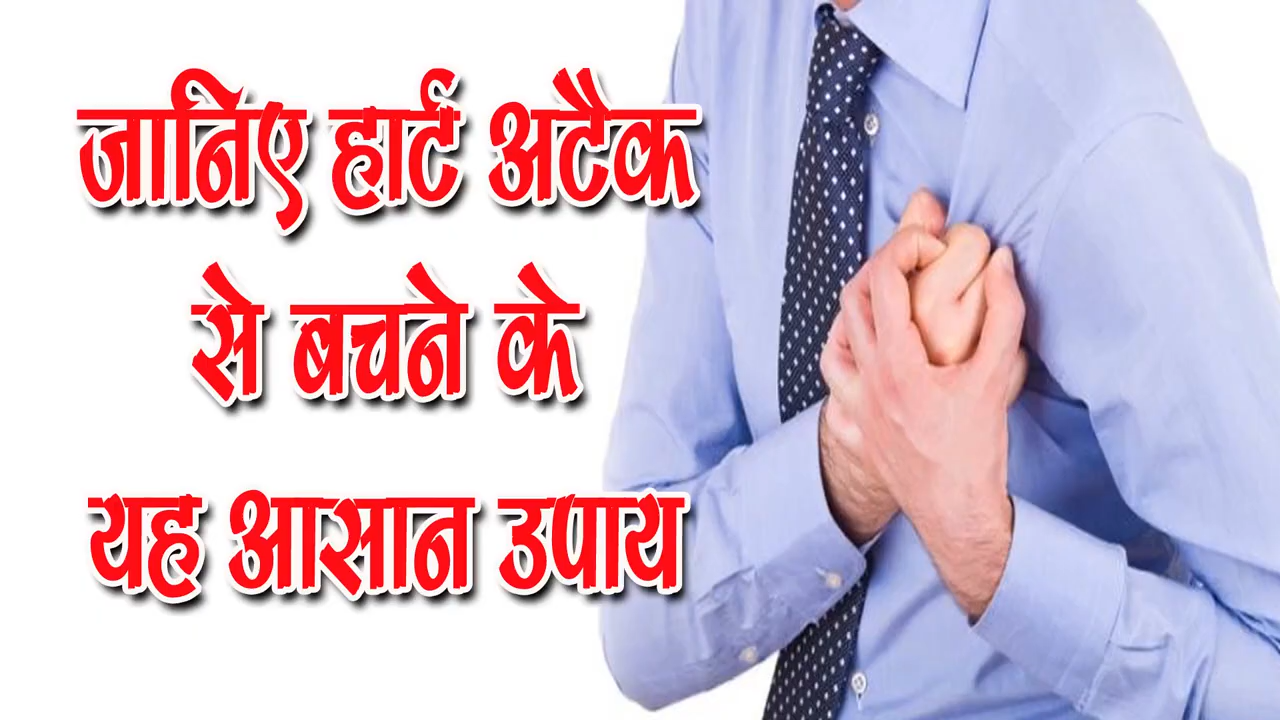 जानिए हार्ट अटैक
से बचने के
यह आसान उपाय